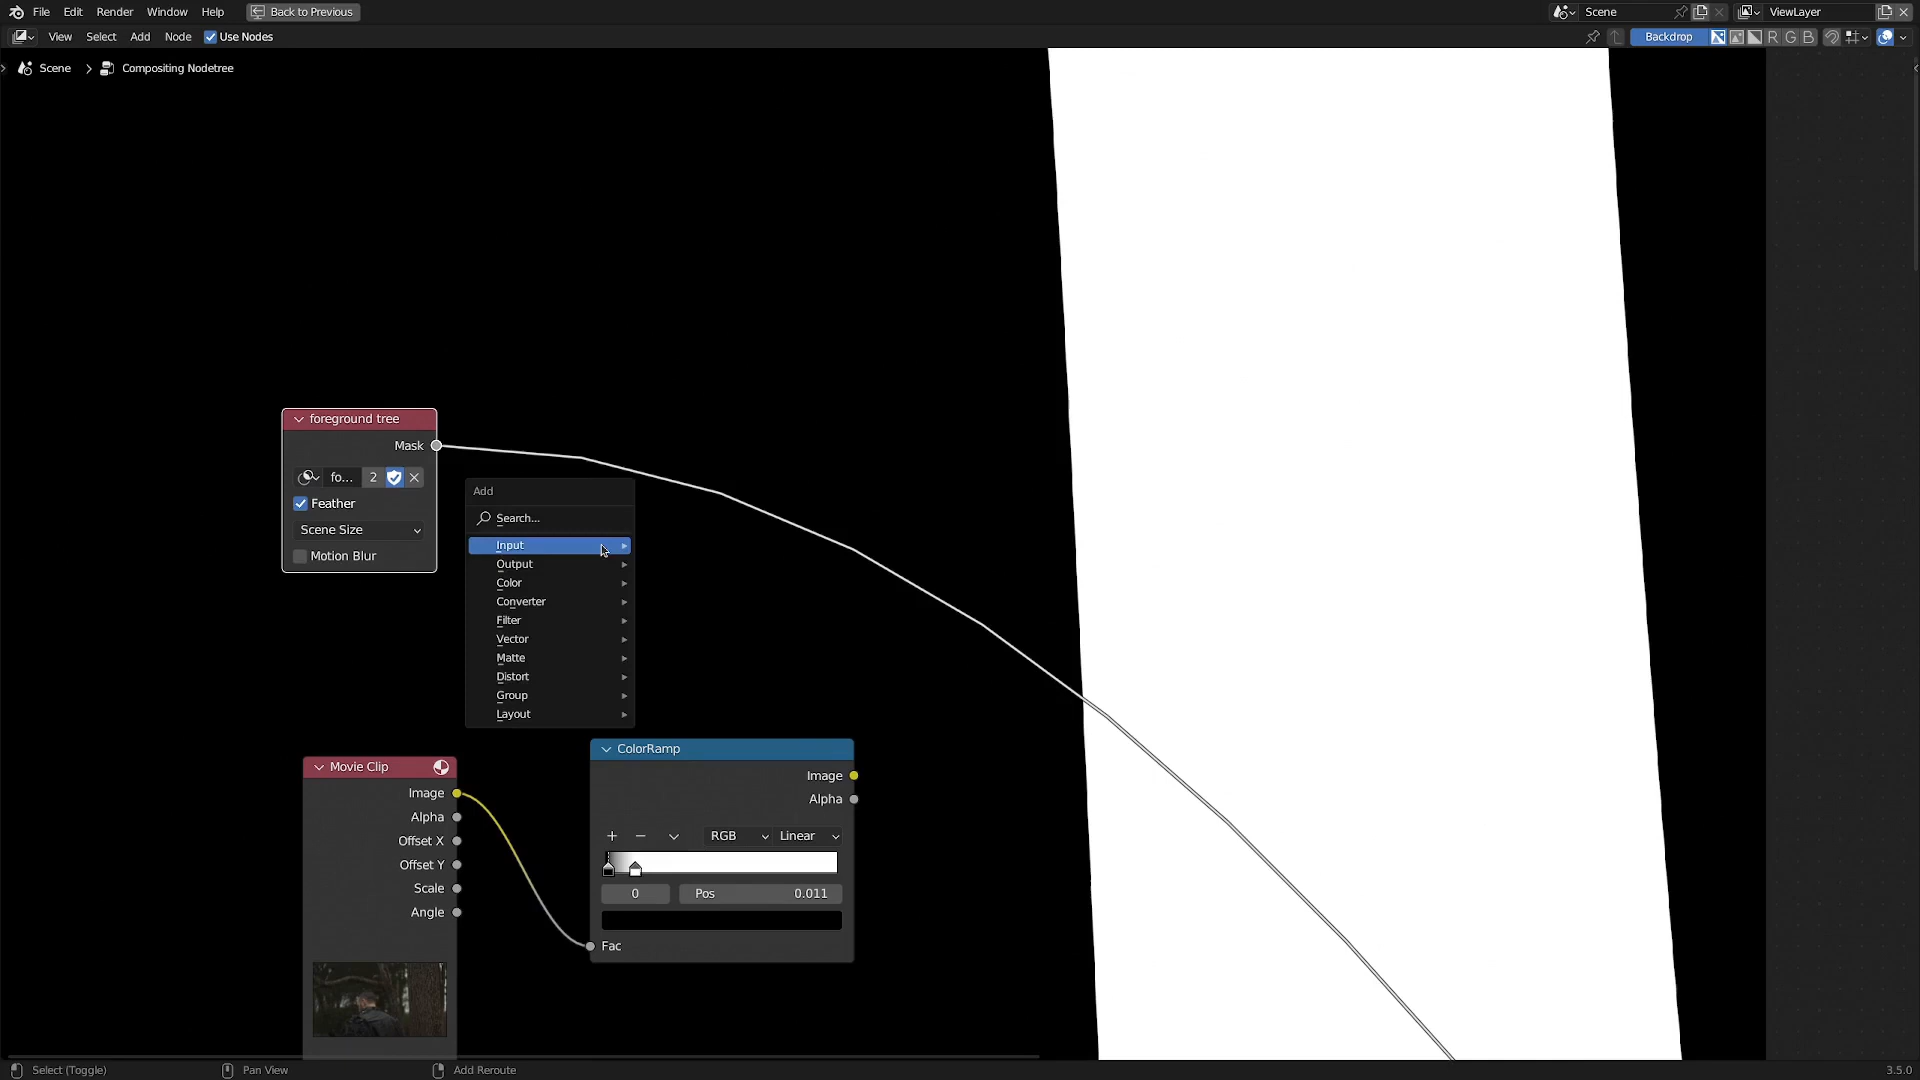 File Edit Render Window Help Back to Previous Scene ViewLayer
View Select Add Node Use Nodes Backdrop R G B
Scene Compositing Nodetree
foreground tree
Mask
fo... 2
Feather
Scene Size
Motion Blur
Add
Search...
Input
Output
Color
Converter
Filter
Vector
Matte
Distort
Group
Layout
Movie Clip
Image
Alpha
Offset X
Offset Y
Scale
Angle
ColorRamp
Image
Alpha
RGB Linear
0 Pos 0.011
Fac
Select (Toggle) Pan View Add Reroute 3.5.0